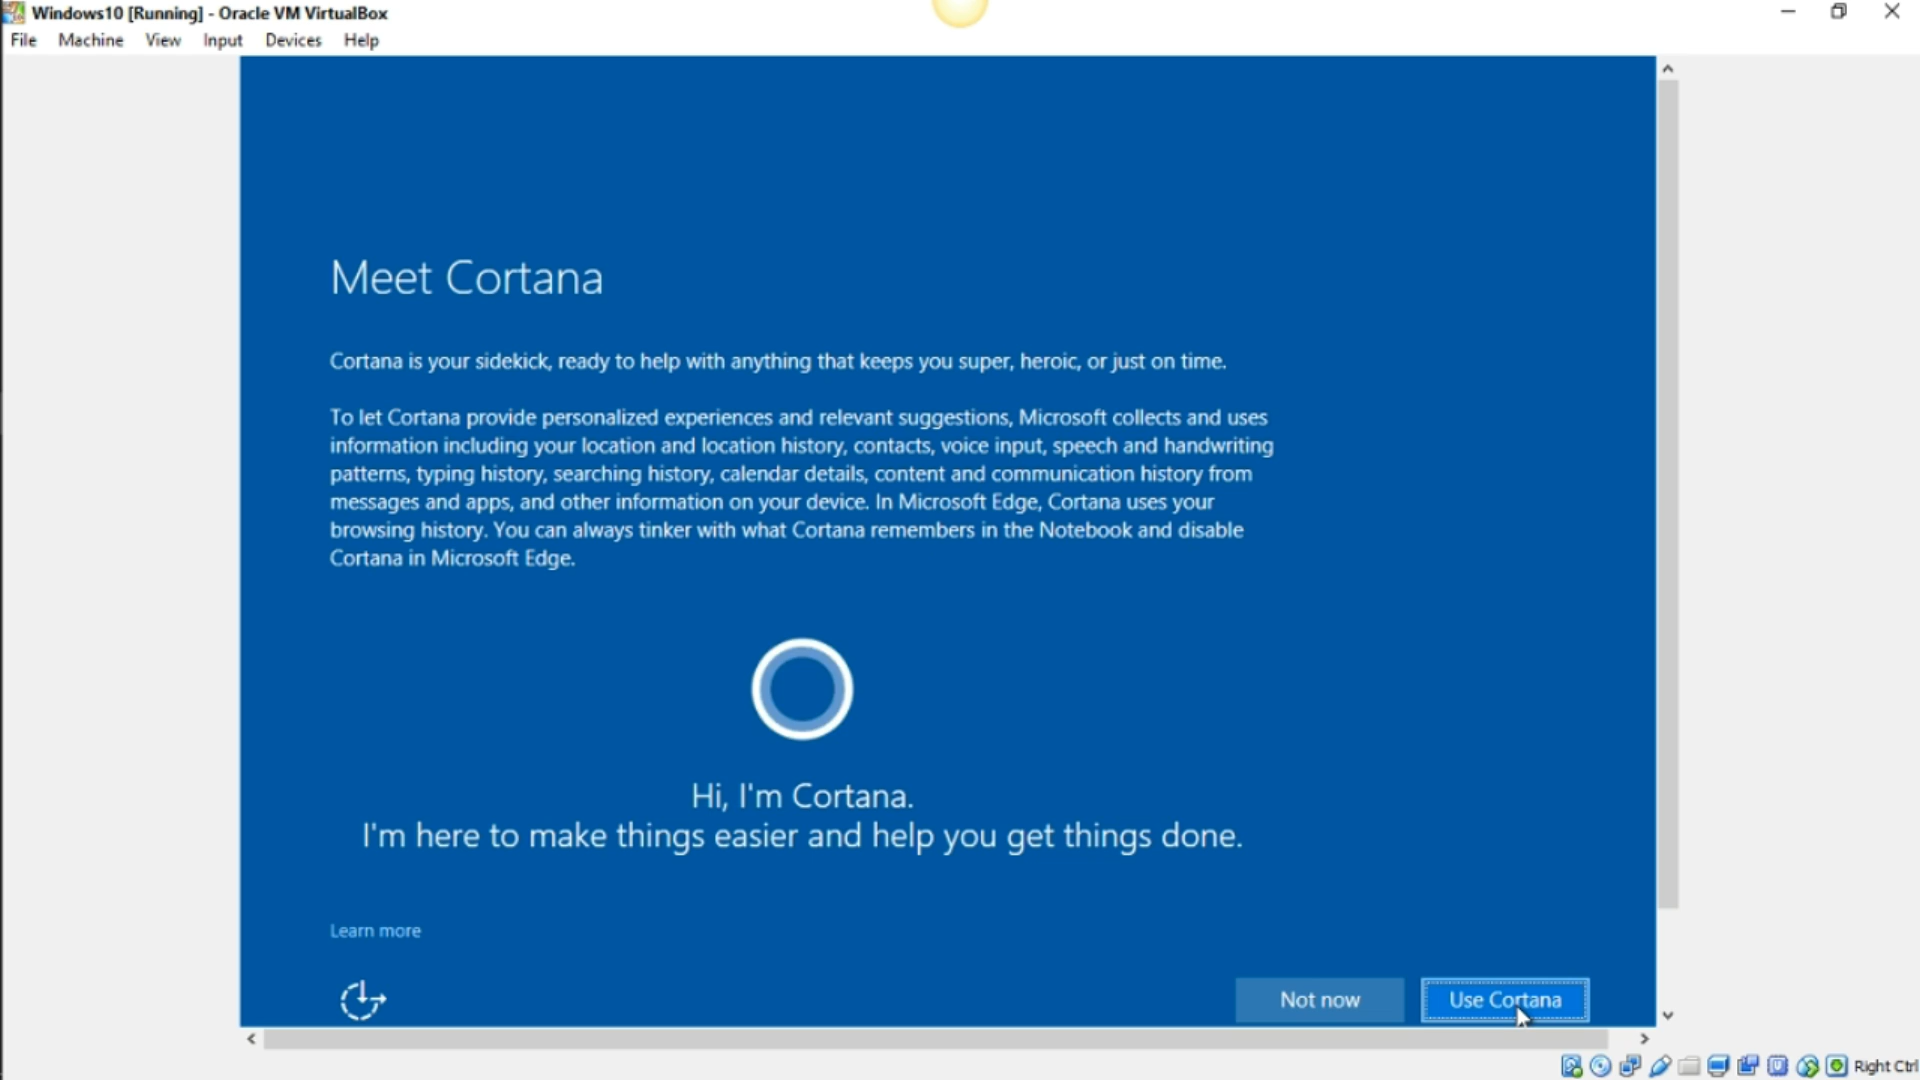 Windows10 [Running] - Oracle VM VirtualBox
File Machine View Input Devices Help
Meet Cortana
Cortana is your sidekick, ready to help with anything that keeps you super, heroic, or just on time.
To let Cortana provide personalized experiences and relevant suggestions, Microsoft collects and uses
information including your location and location history, contacts, voice input, speech and handwriting
patterns, typing history, searching history, calendar details, content and communication history from
messages and apps, and other information on your device. In Microsoft Edge, Cortana uses your
browsing history. You can always tinker with what Cortana remembers in the Notebook and disable
Cortana in Microsoft Edge.
Hi, I'm Cortana.
I'm here to make things easier and help you get things done.
Learn more
Not now
Use Cortana
Right Ctrl